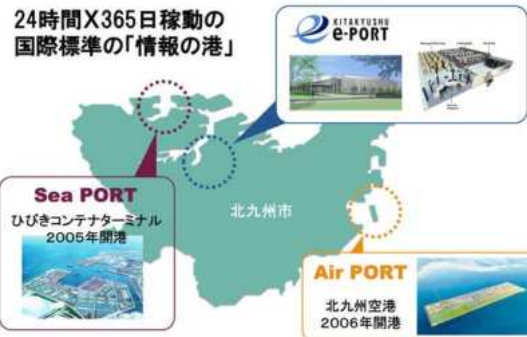 24時間X365日稼動の
国際標準の「情報の港」
KITAKYUSHU
e-PORT
Sea PORT
ひびきコンテナターミナル
2005年開港
北九州市
Air PORT
北九州空港
2006年開港